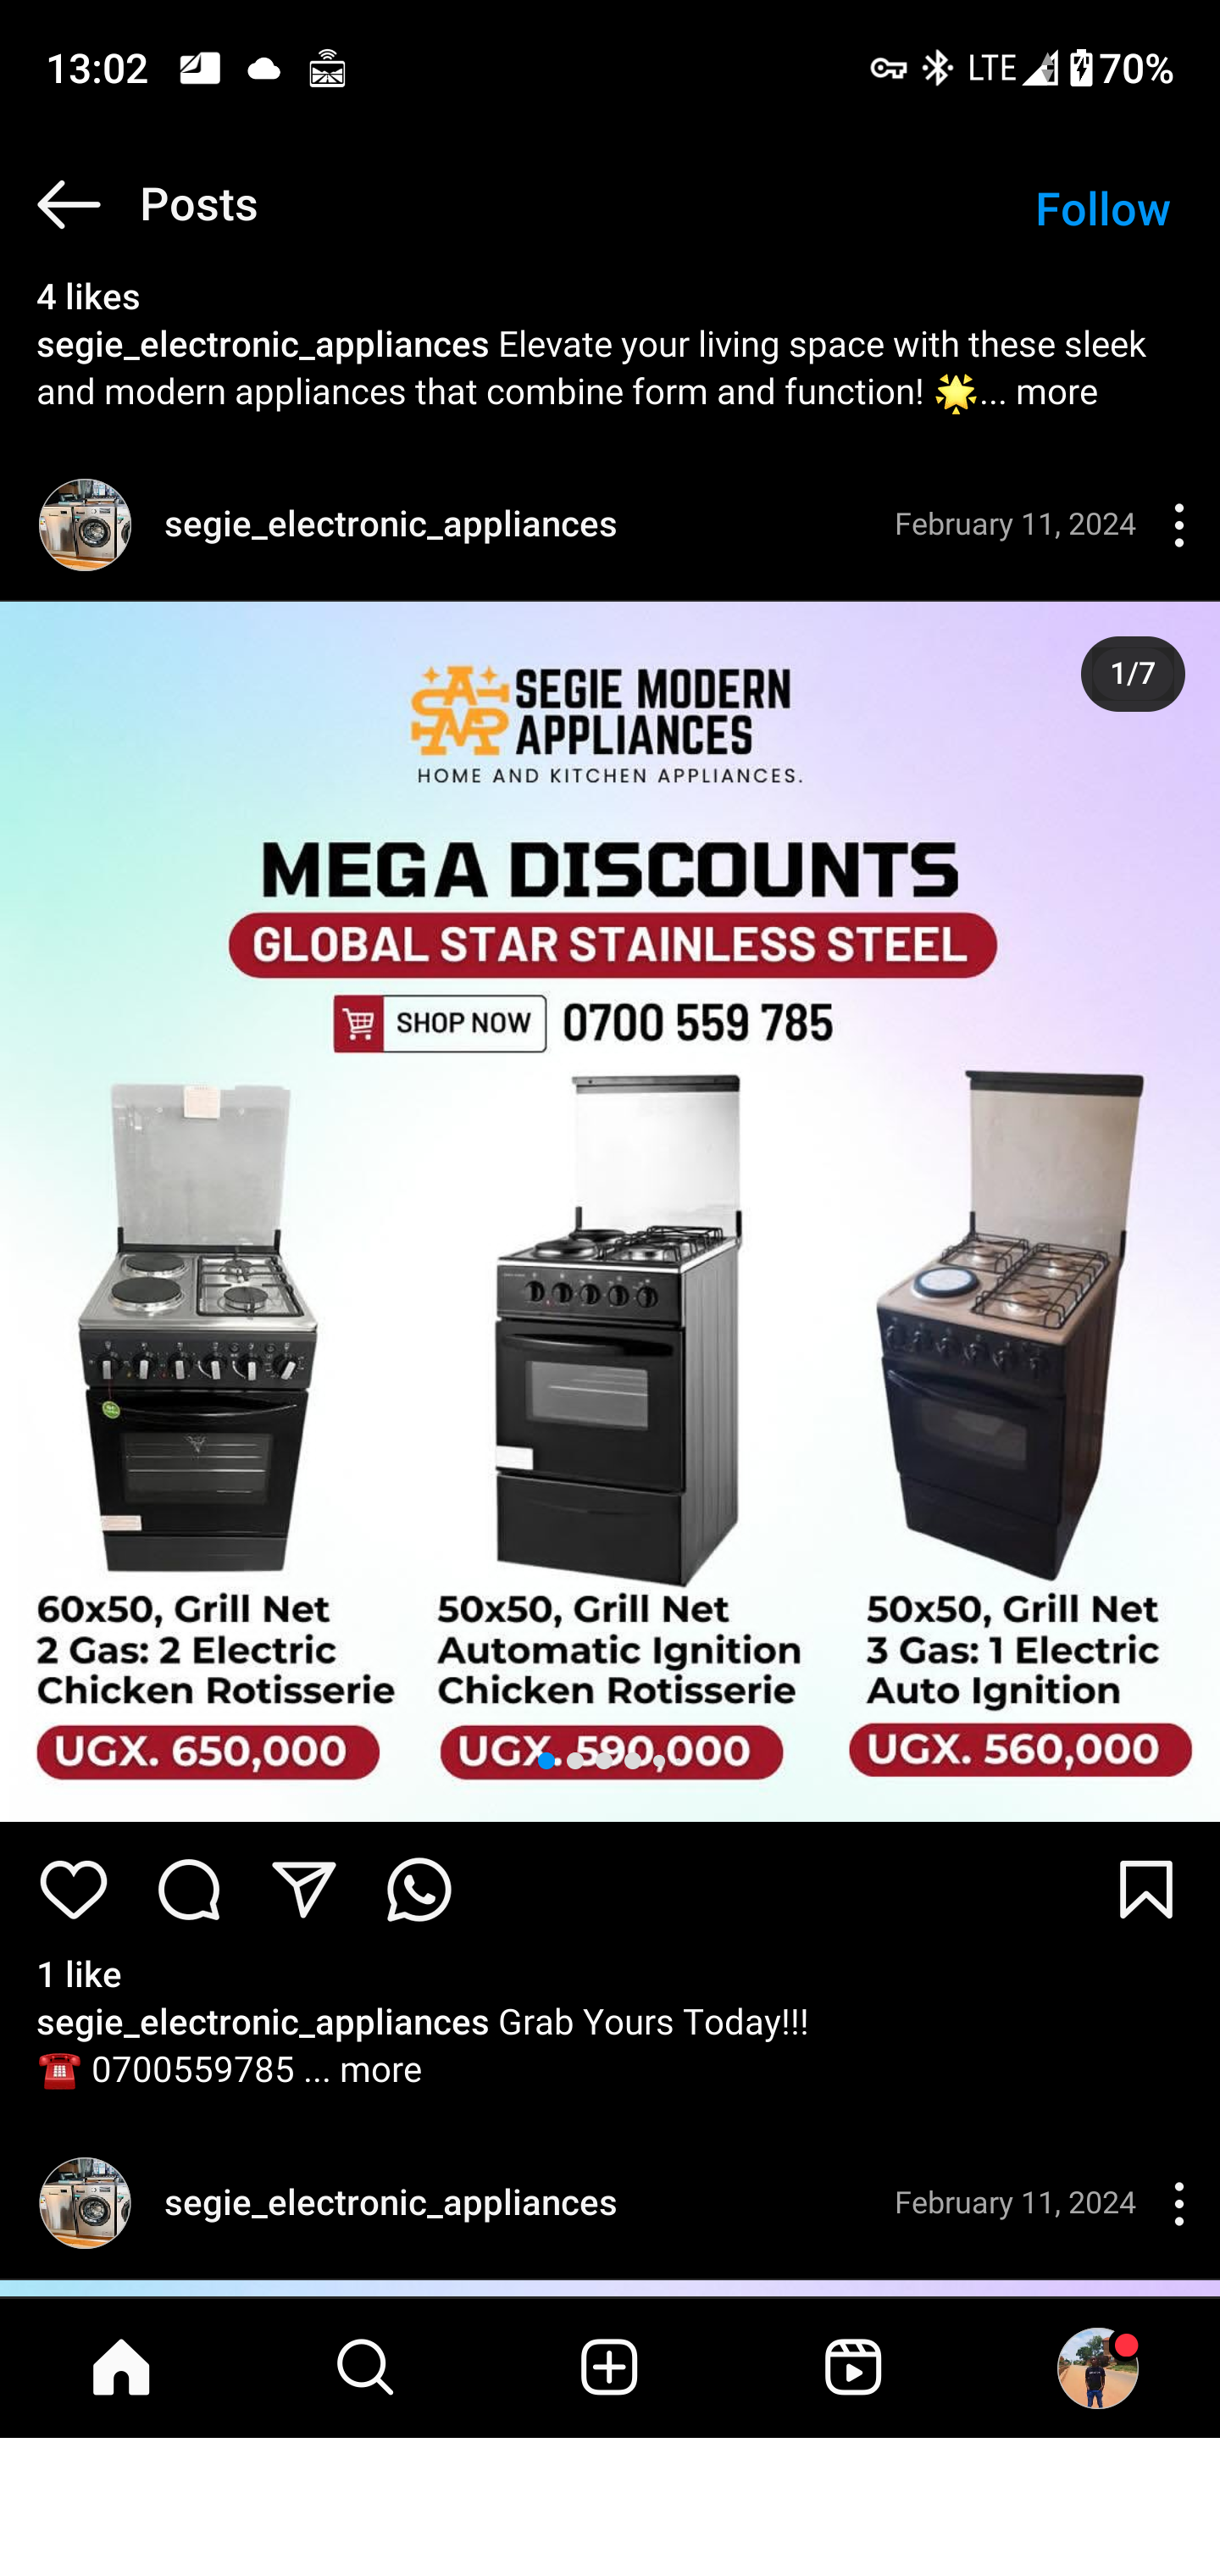 13:02
LTE
70%
Posts
Follow
4 likes
segie_electronic_appliances Elevate your living space with these sleek
and modern appliances that combine form and function! 🌟... more
segie_electronic_appliances
February 11, 2024
1/7
SEGIE MODERN
APPLIANCES
HOME AND KITCHEN APPLIANCES.
MEGA DISCOUNTS
GLOBAL STAR STAINLESS STEEL
SHOP NOW
0700 559 785
60x50, Grill Net
2 Gas: 2 Electric
Chicken Rotisserie
UGX. 650,000
50x50, Grill Net
Automatic Ignition
Chicken Rotisserie
UGX. 590,000
50x50, Grill Net
3 Gas: 1 Electric
Auto Ignition
UGX. 560,000
1 like
segie_electronic_appliances Grab Yours Today!!!
☎️ 0700559785 ... more
segie_electronic_appliances
February 11, 2024